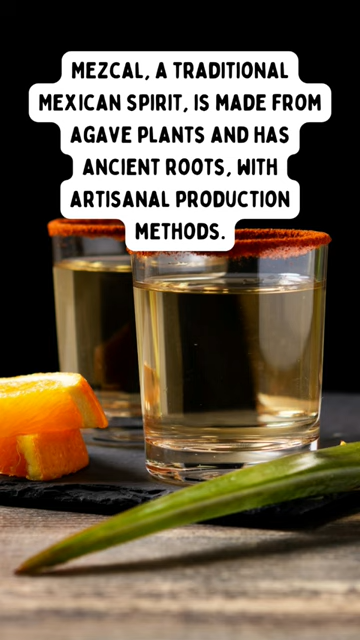 MEZCAL, A TRADITIONAL
MEXICAN SPIRIT, IS MADE FROM
AGAVE PLANTS AND HAS
ANCIENT ROOTS, WITH
ARTISANAL PRODUCTION
METHODS.